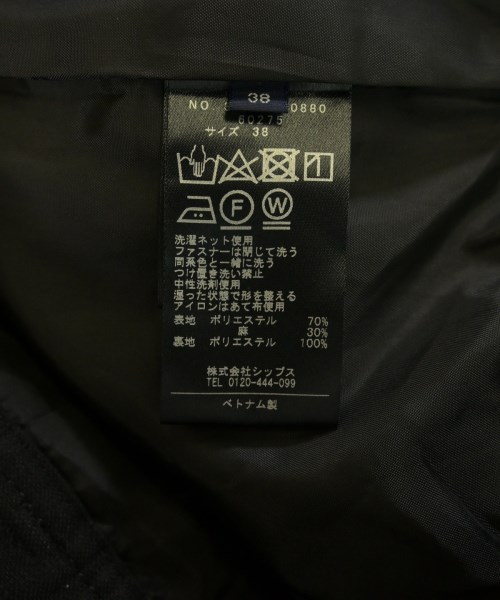 38
NO 0880
60275
サイズ 38
F W
洗濯ネット使用
ファスナーは閉じて洗う
同系色と一緒に洗う
つけ置き洗い禁止
中性洗剤使用
湿った状態で形を整える
アイロンはあて布使用
表地 ポリエステル 70%
麻 30%
裏地 ポリエステル 100%
株式会社シップス
TEL 0120-444-099
ベトナム製